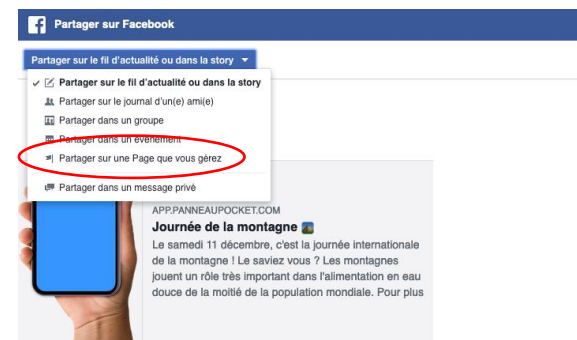 Partager sur Facebook
Partager sur le fil d'actualité ou dans la story
Partager sur le fil d'actualité ou dans la story
Partager sur le journal d'un(e) ami(e)
Partager dans un groupe
Partager dans un évènement
Partager sur une Page que vous gérez
Partager dans un message privé
APP.PANNEAUPOCKET.COM
Journée de la montagne
Le samedi 11 décembre, c'est la journée internationale
de la montagne ! Le saviez vous ? Les montagnes
jouent un rôle très important dans l'alimentation en eau
douce de la moitié de la population mondiale. Pour plus